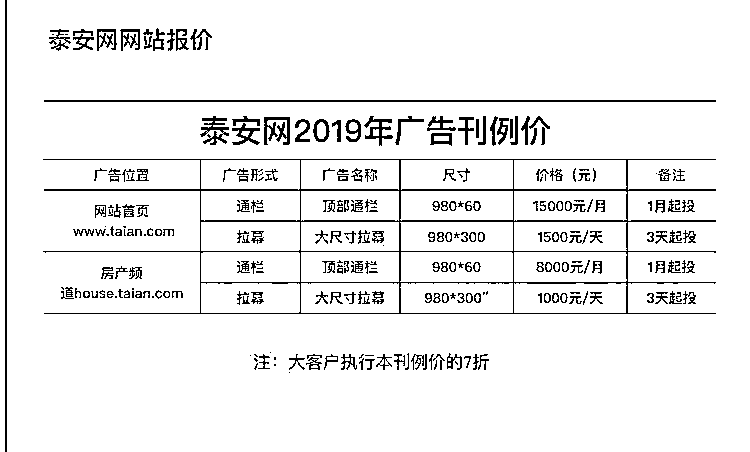 泰安网网站报价
泰安网2019年广告刊例价
广告位置 广告形式 广告名称 尺寸 价格（元） 备注
网站首页
www.taian.com
通栏 顶部通栏 980*60 15000元/月 1月起投
拉幕 大尺寸拉幕 980*300 1500元/天 3天起投
房产频
道house.taian.com
通栏 顶部通栏 980*60 8000元/月 1月起投
拉幕 大尺寸拉幕 980*300" 1000元/天 3天起投
注：大客户执行本刊例价的7折